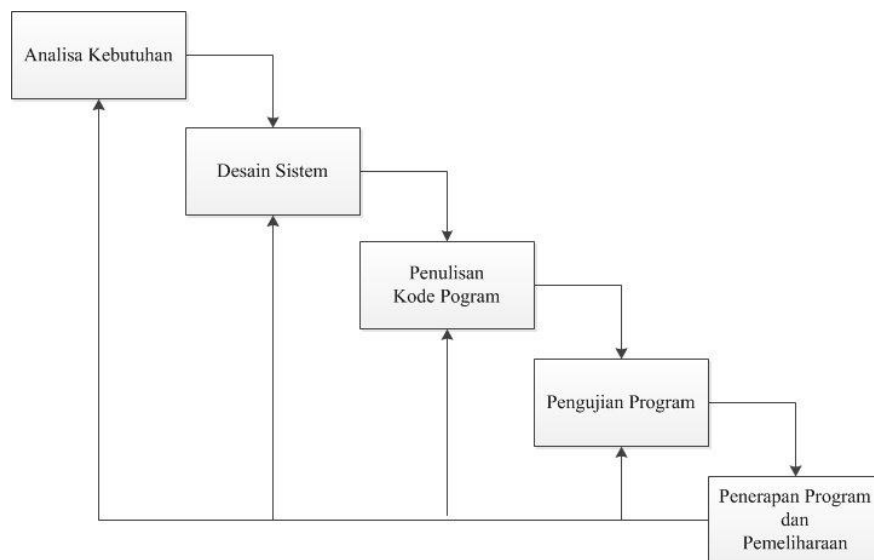 Analisa Kebutuhan
Desain Sistem
Penulisan
Kode Pogram
Pengujian Program
Penerapan Program
dan
Pemeliharaan